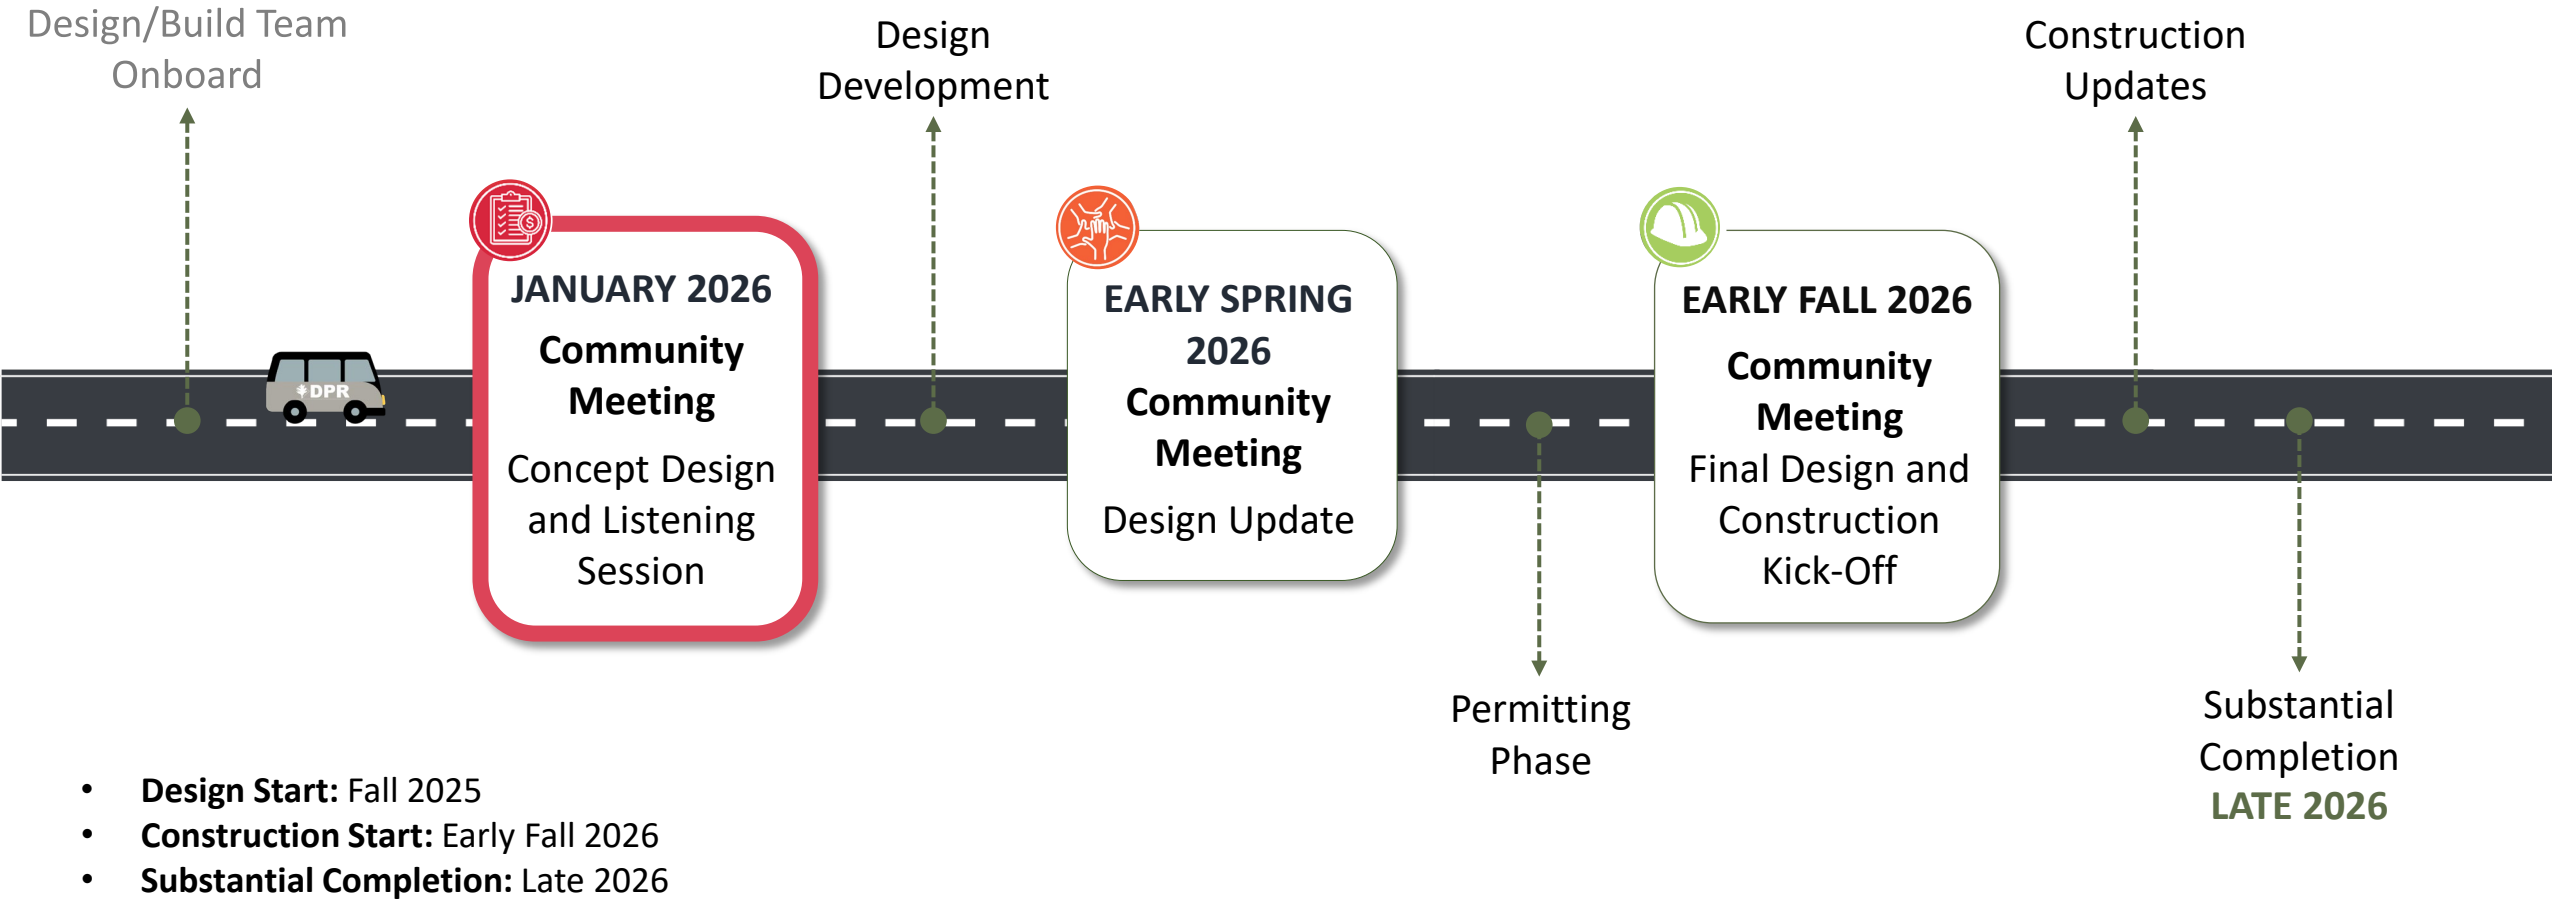 Design/Build Team
Onboard
Design
Development
Construction
Updates
JANUARY 2026
Community
Meeting
Concept Design
and Listening
Session
EARLY SPRING
2026
Community
Meeting
Design Update
EARLY FALL 2026
Community
Meeting
Final Design and
Construction
Kick-Off
DPR
$
Permitting
Phase
Substantial
Completion
LATE 2026
• Design Start: Fall 2025
• Construction Start: Early Fall 2026
• Substantial Completion: Late 2026